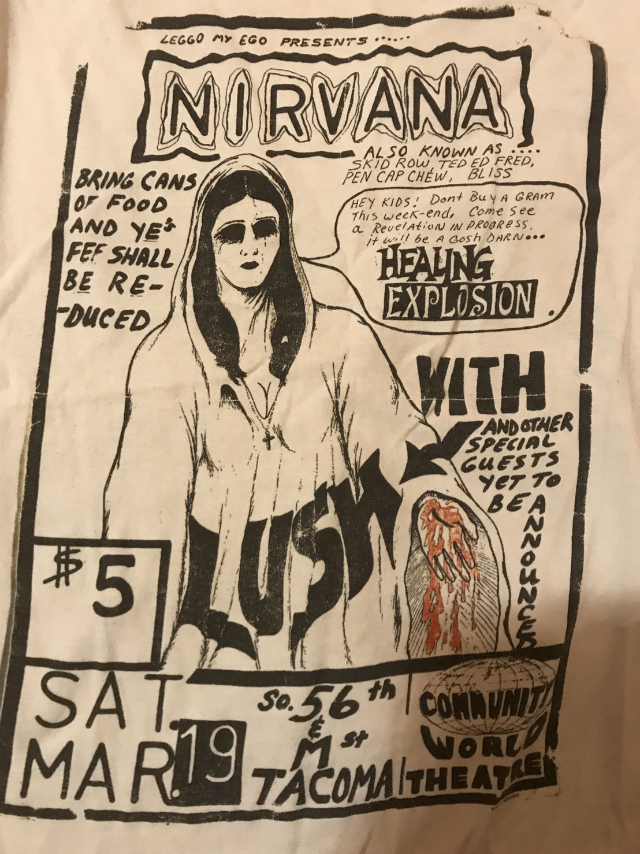 LEGGO MY EGO PRESENTS ......
NIRVANA
ALSO KNOWN AS ....
SKID ROW, TED ED FRED,
PEN CAP CHEW, BLISS
BRING CANS
OF FOOD
AND YE'S
FEE SHALL
BE RE-
-DUCED
HEY KIDS! Dont Buy A GRAM
This week-end. Come See
a Revelation IN PROGRESS.
it will be A Gosh DARN...
HEALING
EXPLOSION.
WITH
LUSH
AND OTHER
SPECIAL
GUESTS
YET TO
BE ANNOUNCED
$5
SAT.
MAR. 19
So. 56th
& 
M st
TACOMA
COMMUNITY
WORLD
THEATRE